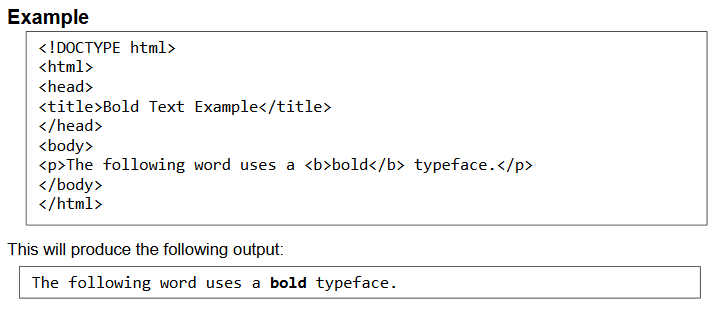 Example
<!DOCTYPE html>
<html>
<head>
<title>Bold Text Example</title>
</head>
<body>
<p>The following word uses a <b>bold</b> typeface.</p>
</body>
</html>
This will produce the following output:
The following word uses a bold typeface.